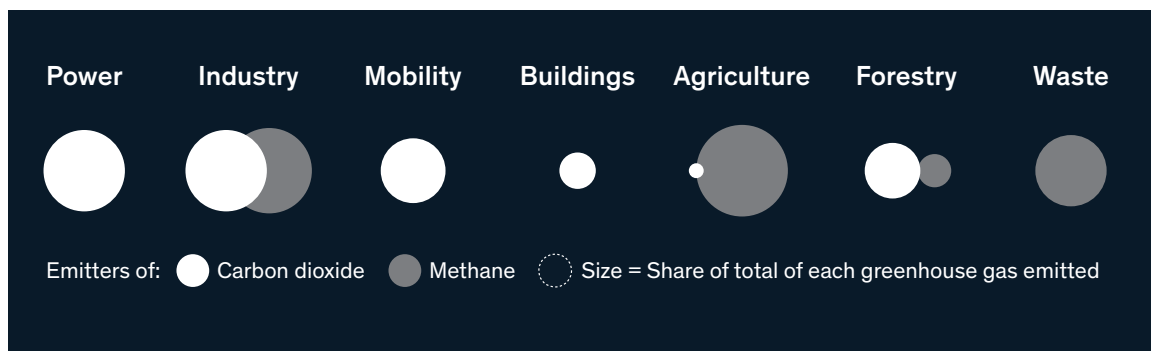 Power Industry Mobility Buildings Agriculture Forestry Waste
Emitters of: Carbon dioxide Methane Size = Share of total of each greenhouse gas emitted